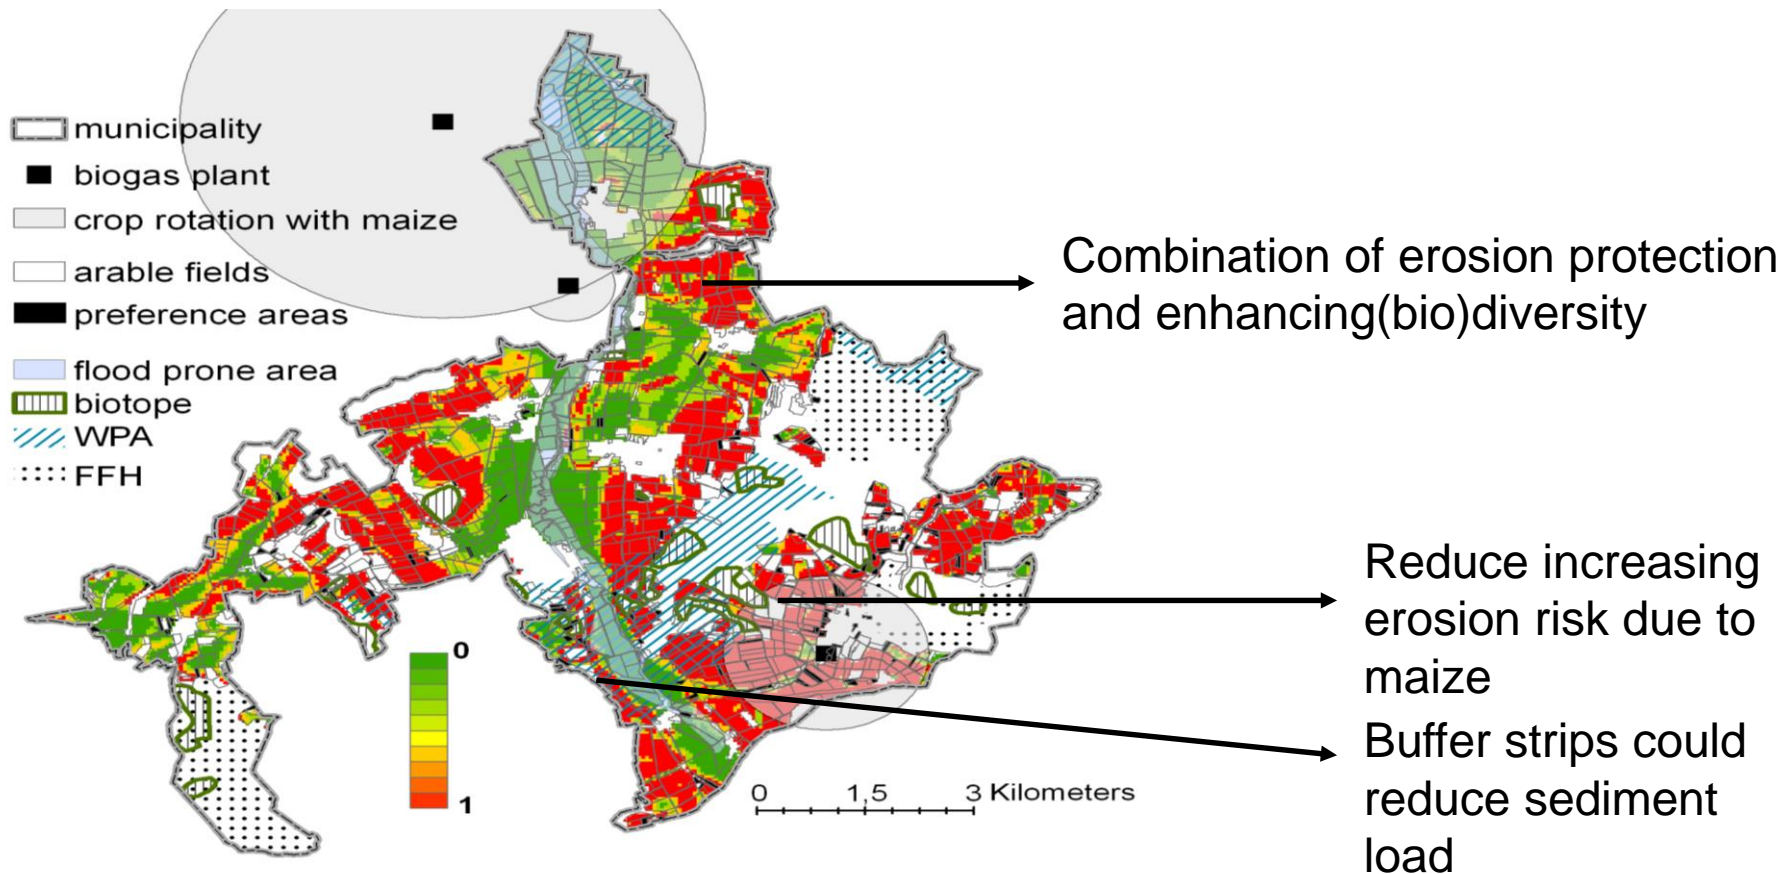 municipality
biogas plant
crop rotation with maize
arable fields
preference areas
flood prone area
biotope
WPA
FFH
Combination of erosion protection
and enhancing(bio)diversity
Reduce increasing
erosion risk due to
maize
Buffer strips could
reduce sediment
load
0
1
0 1,5 3 Kilometers